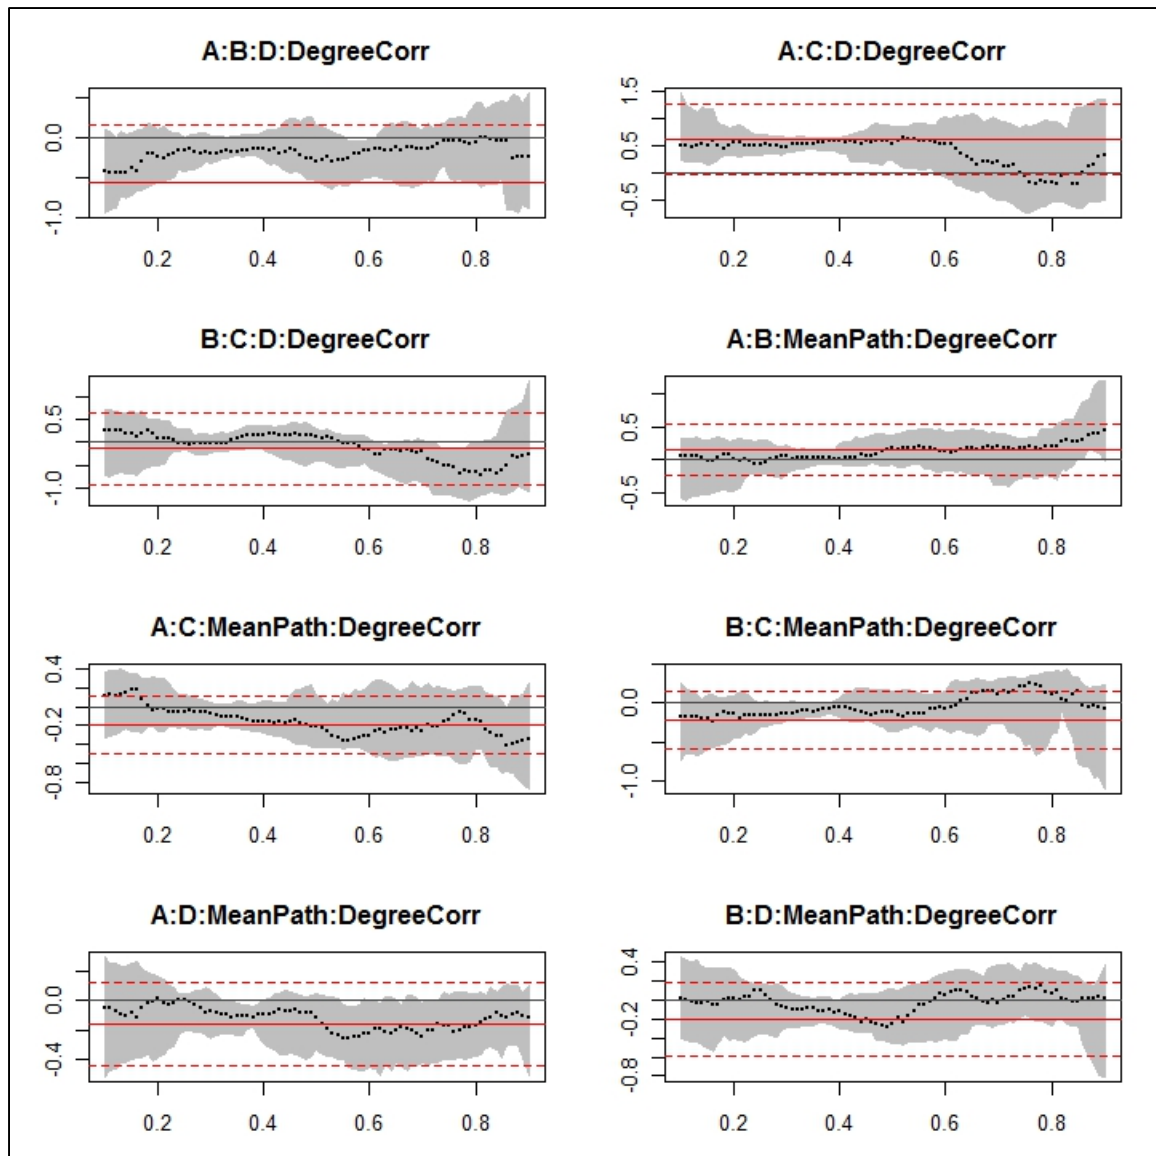 A:B:D:DegreeCorr
A:C:D:DegreeCorr
0.0
-1.0
0.2 0.4 0.6 0.8
1.5
0.5
-0.5
0.2 0.4 0.6 0.8
B:C:D:DegreeCorr
A:B:MeanPath:DegreeCorr
0.5
-1.0
0.2 0.4 0.6 0.8
0.5
-0.5
0.2 0.4 0.6 0.8
A:C:MeanPath:DegreeCorr
B:C:MeanPath:DegreeCorr
0.4
-0.2
-0.8
0.2 0.4 0.6 0.8
0.0
-1.0
0.2 0.4 0.6 0.8
A:D:MeanPath:DegreeCorr
B:D:MeanPath:DegreeCorr
0.0
-0.4
0.2 0.4 0.6 0.8
0.4
-0.2
-0.8
0.2 0.4 0.6 0.8